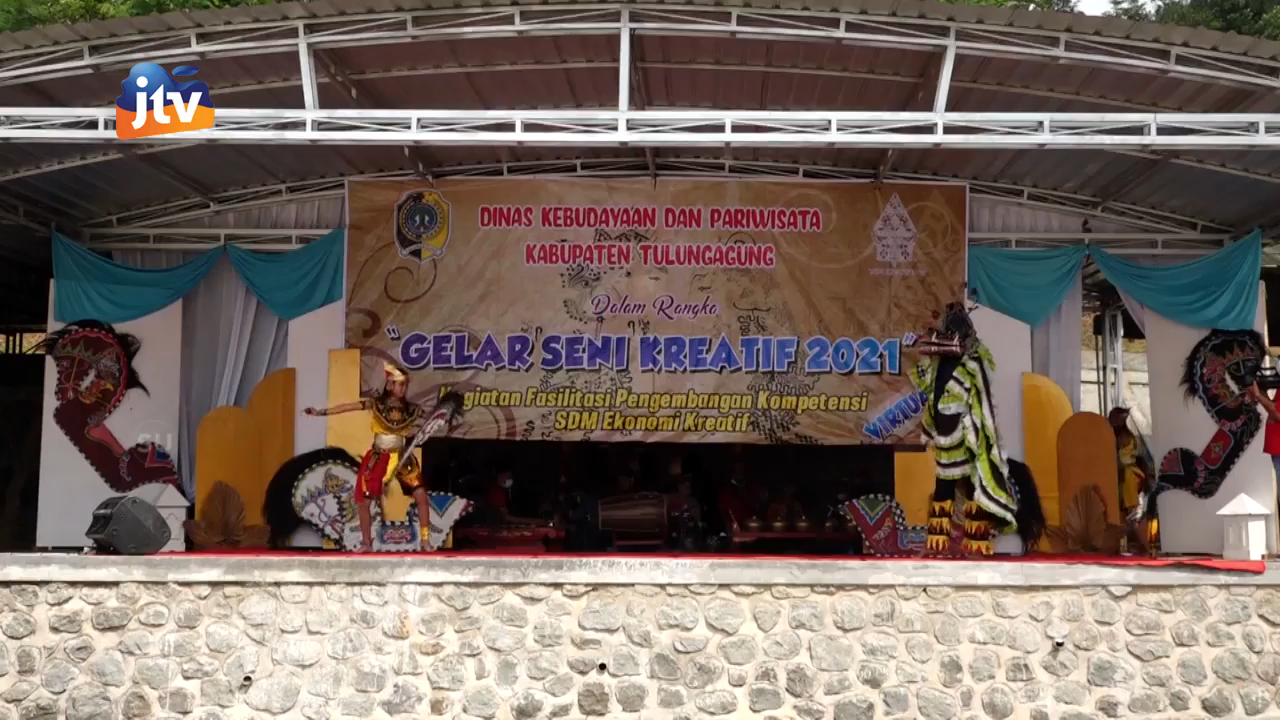 jtv
DINAS KEBUDAYAAN DAN PARIWISATA
KABUPATEN TULUNGAGUNG
Dalam Rangka
"GELAR SENI KREATIF 2021"
Kegiatan Fasilitasi Pengembangan Kompetensi
SDM Ekonomi Kreatif